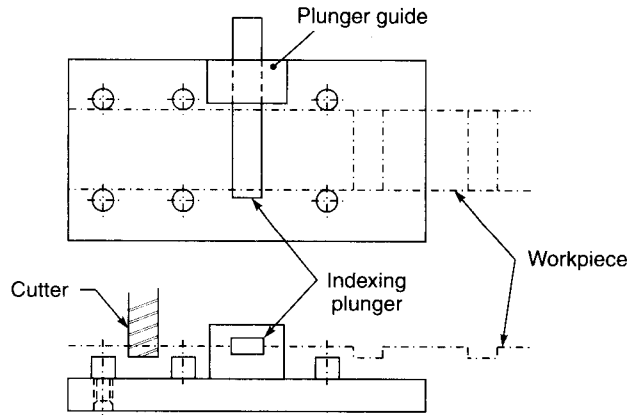 Plunger guide
Workpiece
Indexing
plunger
Cutter